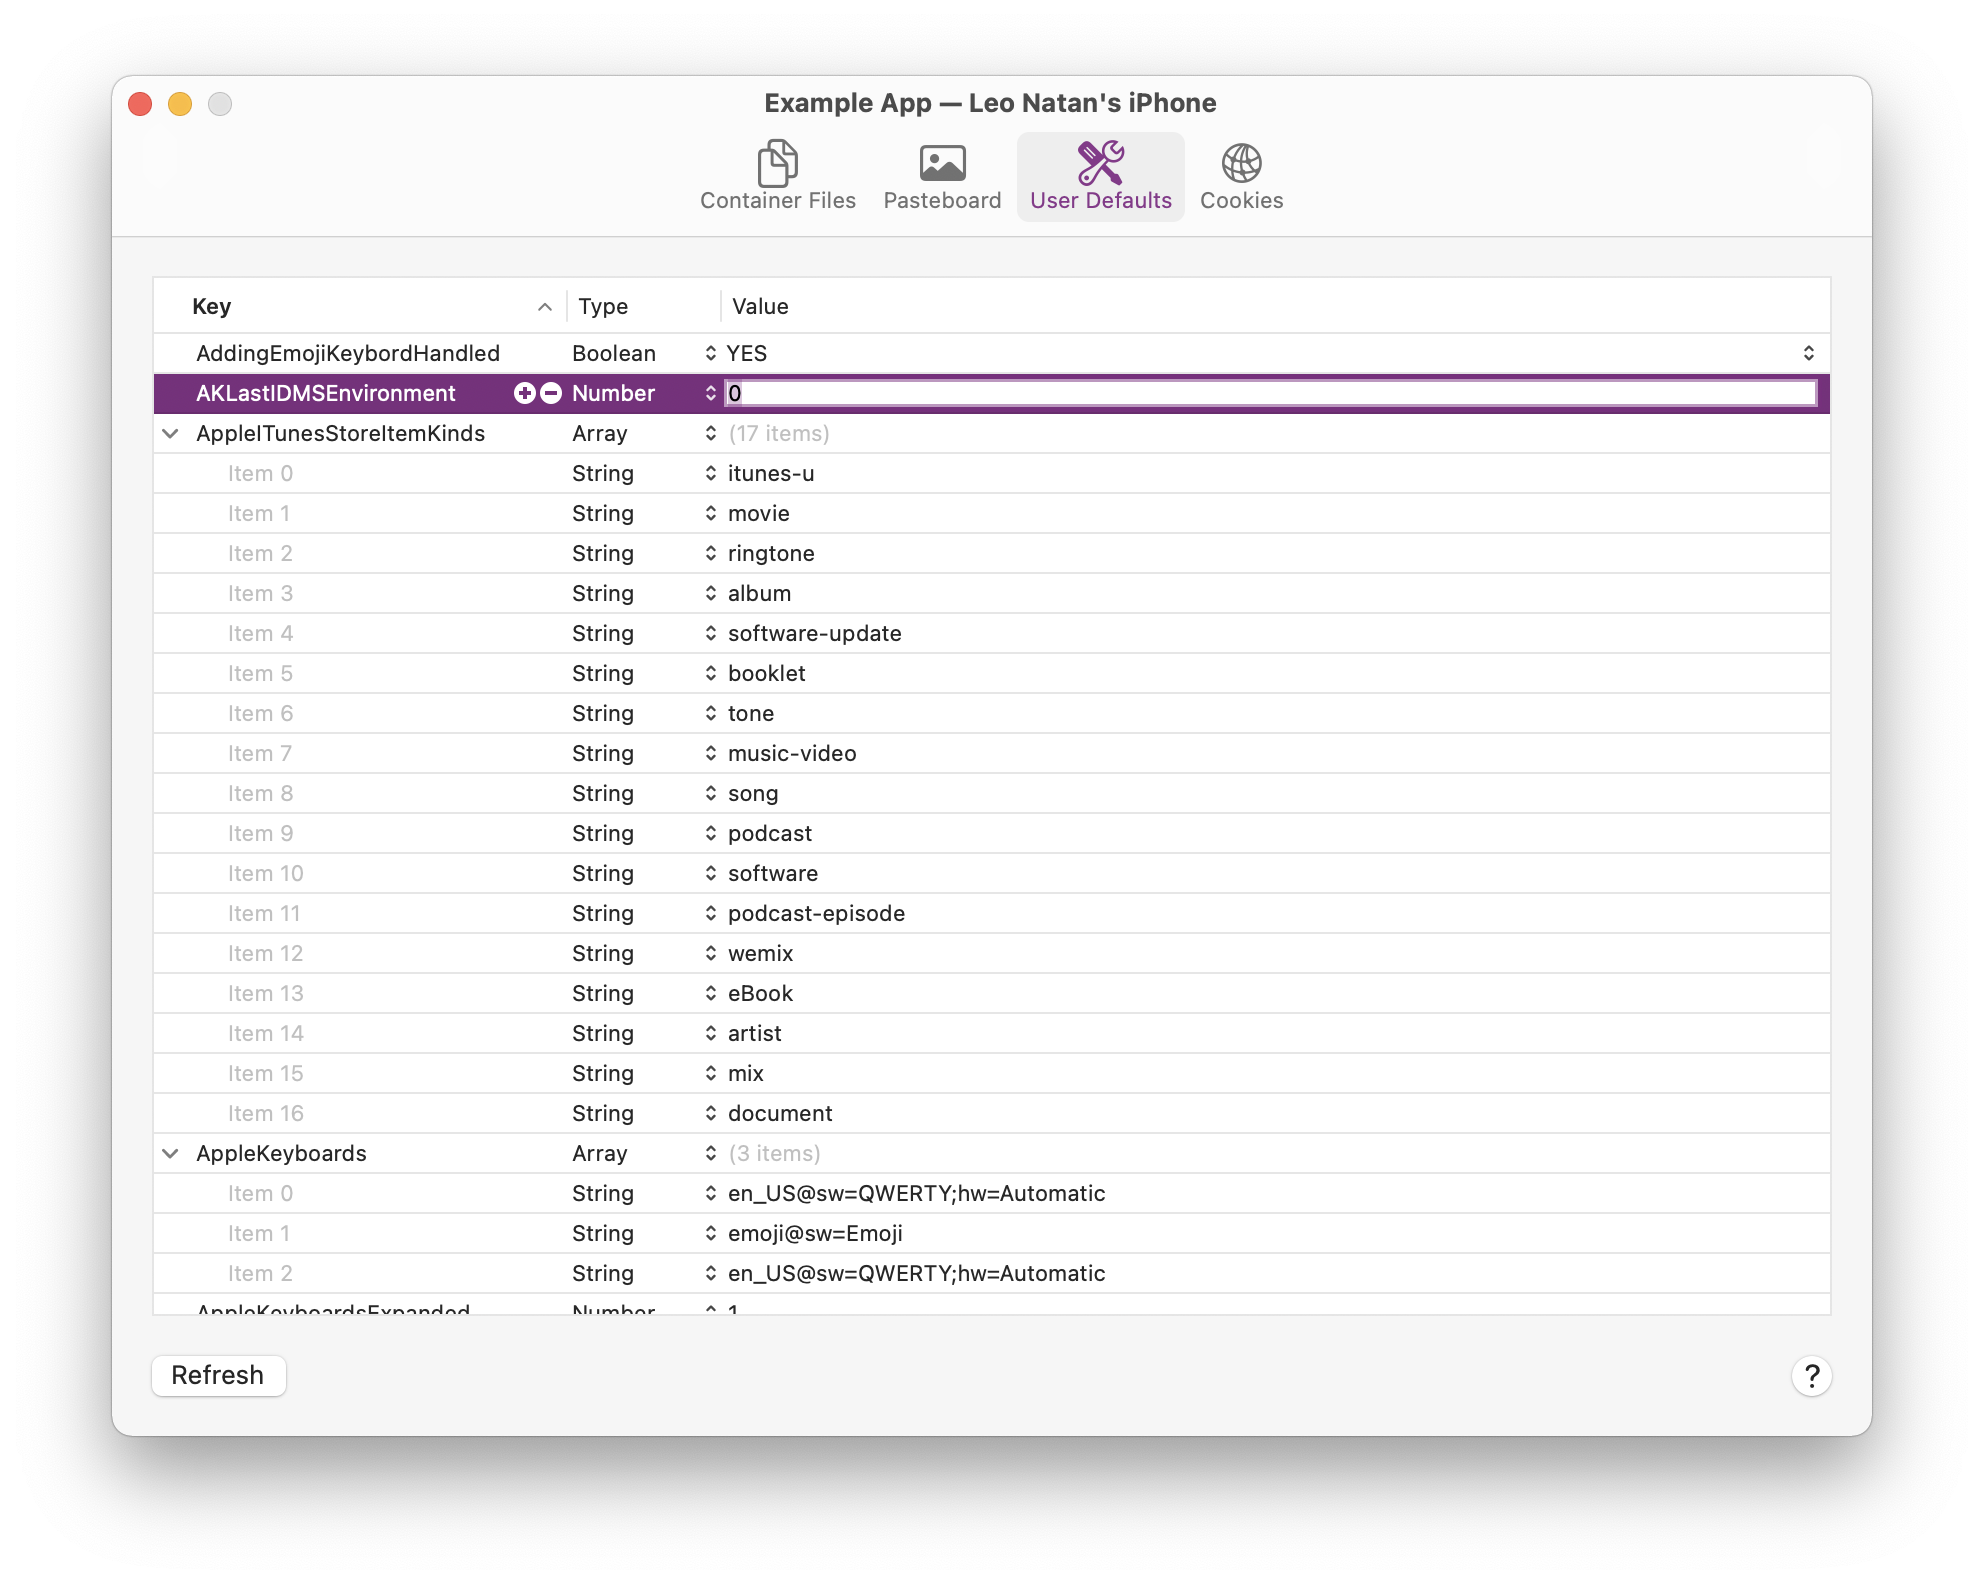 Example App — Leo Natan's iPhone
Container Files Pasteboard User Defaults Cookies
Key Type Value
AddingEmojiKeybordHandled Boolean YES
AKLastIDMSEnvironment Number 0
AppleITunesStoreItemKinds Array (17 items)
Item 0 String itunes-u
Item 1 String movie
Item 2 String ringtone
Item 3 String album
Item 4 String software-update
Item 5 String booklet
Item 6 String tone
Item 7 String music-video
Item 8 String song
Item 9 String podcast
Item 10 String software
Item 11 String podcast-episode
Item 12 String wemix
Item 13 String eBook
Item 14 String artist
Item 15 String mix
Item 16 String document
AppleKeyboards Array (3 items)
Item 0 String en_US@sw=QWERTY;hw=Automatic
Item 1 String emoji@sw=Emoji
Item 2 String en_US@sw=QWERTY;hw=Automatic
AppleKeyboardsExpanded Number 1
Refresh ?